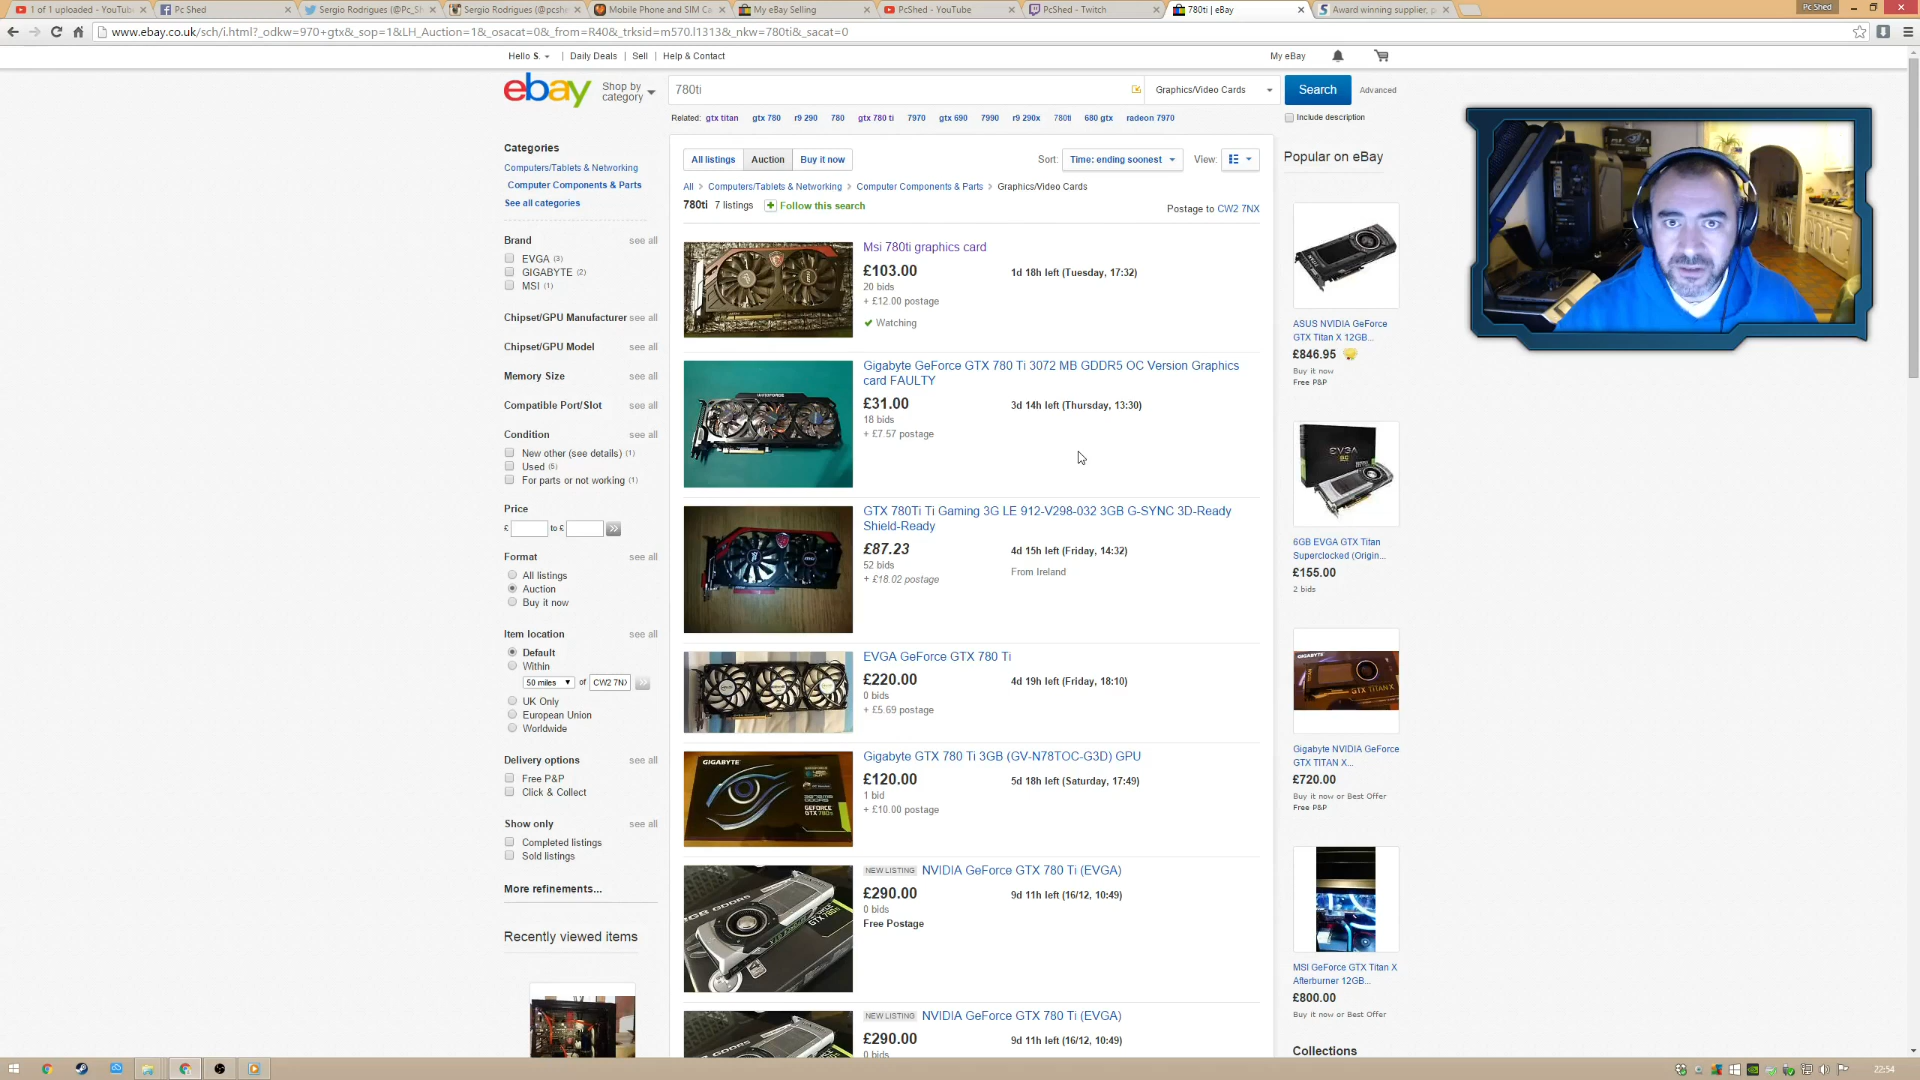 1 of 1 uploaded - YouTub
Pc Shed
Sergio Rodrigues (@Pc_Sh
Sergio Rodrigues (@pcshe
Mobile Phone and SIM Ca
My eBay Selling
PcShed - YouTube
PcShed - Twitch
780ti | eBay
Award winning supplier, p
Pc Shed
www.ebay.co.uk/sch/i.html?_odkw=970+gtx&_sop=1&LH_Auction=1&_osacat=0&_from=R40&_trksid=m570.l1313&_nkw=780ti&_sacat=0
Hello S.
Daily Deals
Sell
Help & Contact
My eBay
ebay
Shop by category
780ti
Graphics/Video Cards
Search
Advanced
Related: gtx titan gtx 780 r9 290 780 gtx 780 ti 7970 gtx 690 7990 r9 290x 780ti 680 gtx radeon 7970
Include description
Categories
Computers/Tablets & Networking
Computer Components & Parts
See all categories
Brand see all
EVGA (3)
GIGABYTE (2)
MSI (1)
Chipset/GPU Manufacturer see all
Chipset/GPU Model see all
Memory Size see all
Compatible Port/Slot see all
Condition see all
New other (see details) (1)
Used (5)
For parts or not working (1)
Price
£ to £
Format see all
All listings
Auction
Buy it now
Item location see all
Default
Within
50 miles of CW2 7NX
UK Only
European Union
Worldwide
Delivery options see all
Free P&P
Click & Collect
Show only see all
Completed listings
Sold listings
More refinements...
Recently viewed items
All listings Auction Buy it now
Sort: Time: ending soonest View:
All > Computers/Tablets & Networking > Computer Components & Parts > Graphics/Video Cards
780ti 7 listings Follow this search
Postage to CW2 7NX
Msi 780ti graphics card
£103.00 1d 18h left (Tuesday, 17:32)
20 bids
+ £12.00 postage
Watching
Gigabyte GeForce GTX 780 Ti 3072 MB GDDR5 OC Version Graphics
card FAULTY
£31.00 3d 14h left (Thursday, 13:30)
18 bids
+ £7.57 postage
GTX 780Ti Ti Gaming 3G LE 912-V298-032 3GB G-SYNC 3D-Ready
Shield-Ready
£87.23 4d 15h left (Friday, 14:32)
52 bids From Ireland
+ £18.02 postage
EVGA GeForce GTX 780 Ti
£220.00 4d 19h left (Friday, 18:10)
0 bids
+ £5.69 postage
GIGABYTE
Gigabyte GTX 780 Ti 3GB (GV-N78TOC-G3D) GPU
£120.00 5d 18h left (Saturday, 17:49)
1 bid
+ £10.00 postage
NEW LISTING NVIDIA GeForce GTX 780 Ti (EVGA)
£290.00 9d 11h left (16/12, 10:49)
0 bids
Free Postage
NEW LISTING NVIDIA GeForce GTX 780 Ti (EVGA)
£290.00 9d 11h left (16/12, 10:49)
0 bids
Popular on eBay
ASUS NVIDIA GeForce
GTX Titan X 12GB...
£846.95
Buy it now
Free P&P
EVGA
6GB EVGA GTX Titan
Superclocked (Origin...
£155.00
2 bids
GIGABYTE
GTX TITAN X
Gigabyte NVIDIA GeForce
GTX TITAN X...
£720.00
Buy it now or Best Offer
Free P&P
MSI GeForce GTX Titan X
Afterburner 12GB...
£800.00
Buy it now or Best Offer
Collections
22:54